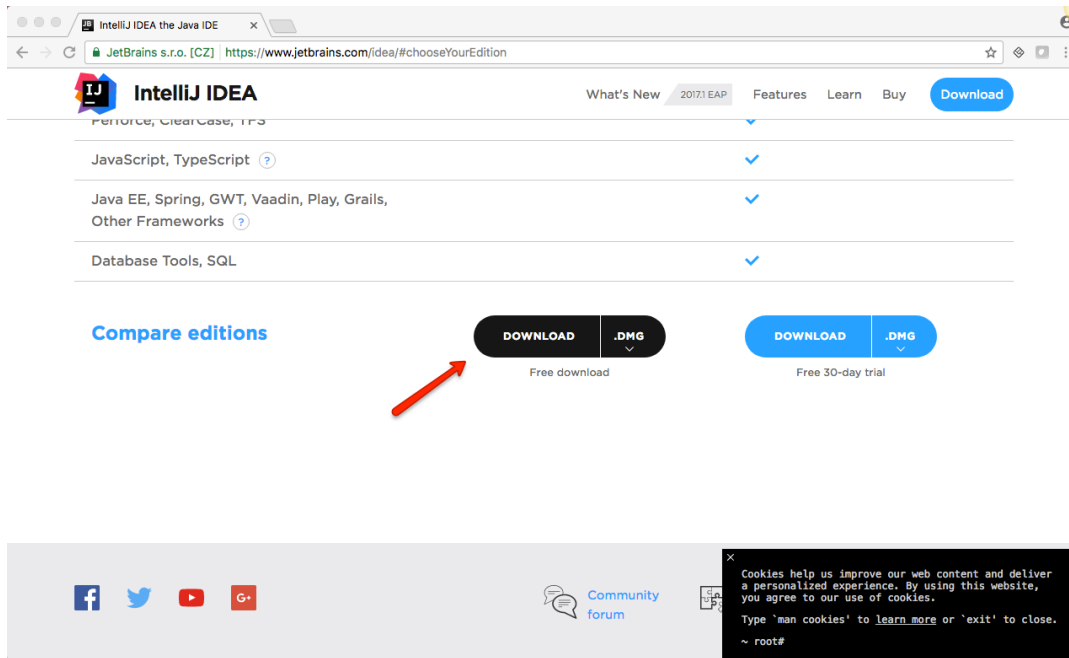 IntelliJ IDEA the Java IDE
JetBrains s.r.o. [CZ] https://www.jetbrains.com/idea/#chooseYourEdition
IJ IntelliJ IDEA What's New 2017.1 EAP Features Learn Buy Download
Perforce, ClearCase, TFS
JavaScript, TypeScript ?
Java EE, Spring, GWT, Vaadin, Play, Grails,
Other Frameworks ?
Database Tools, SQL
Compare editions DOWNLOAD .DMG DOWNLOAD .DMG
Free download Free 30-day trial
Community
forum
G+
Cookies help us improve our web content and deliver
a personalized experience. By using this website,
you agree to our use of cookies.
Type `man cookies' to learn more or `exit' to close.
~ root#